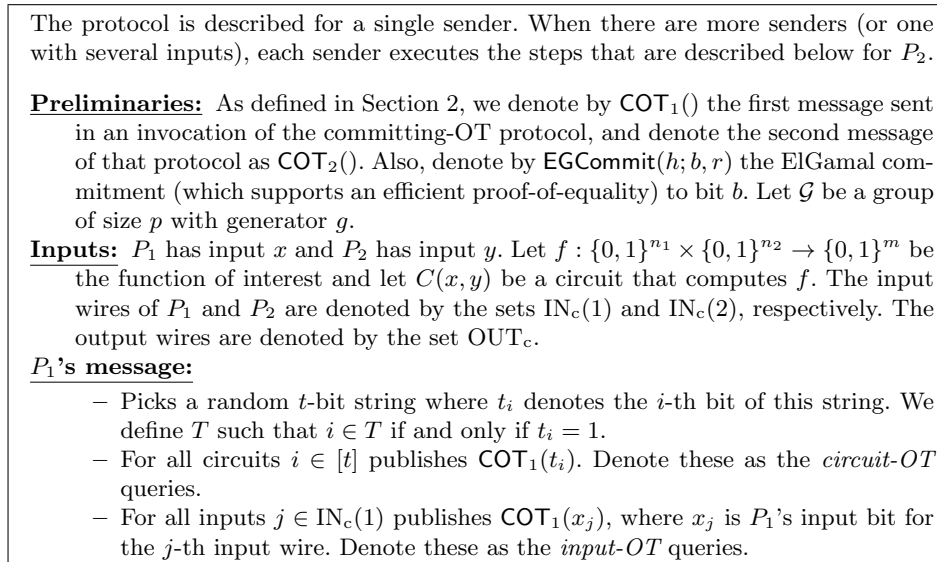 The protocol is described for a single sender. When there are more senders (or one
with several inputs), each sender executes the steps that are described below for P₂.
Preliminaries: As defined in Section 2, we denote by COT₁() the first message sent
in an invocation of the committing-OT protocol, and denote the second message
of that protocol as COT₂(). Also, denote by EGCommit(h; b, r) the ElGamal com-
mitment (which supports an efficient proof-of-equality) to bit b. Let 𝒢 be a group
of size p with generator g.
Inputs: P₁ has input x and P₂ has input y. Let f : {0, 1}ⁿ¹ × {0, 1}ⁿ² → {0, 1}ᵐ be
the function of interest and let C(x, y) be a circuit that computes f. The input
wires of P₁ and P₂ are denoted by the sets IN_c(1) and IN_c(2), respectively. The
output wires are denoted by the set OUT_c.
P₁'s message:
– Picks a random t-bit string where tᵢ denotes the i-th bit of this string. We
define T such that i ∈ T if and only if tᵢ = 1.
– For all circuits i ∈ [t] publishes COT₁(tᵢ). Denote these as the circuit-OT
queries.
– For all inputs j ∈ IN_c(1) publishes COT₁(xⱼ), where xⱼ is P₁'s input bit for
the j-th input wire. Denote these as the input-OT queries.